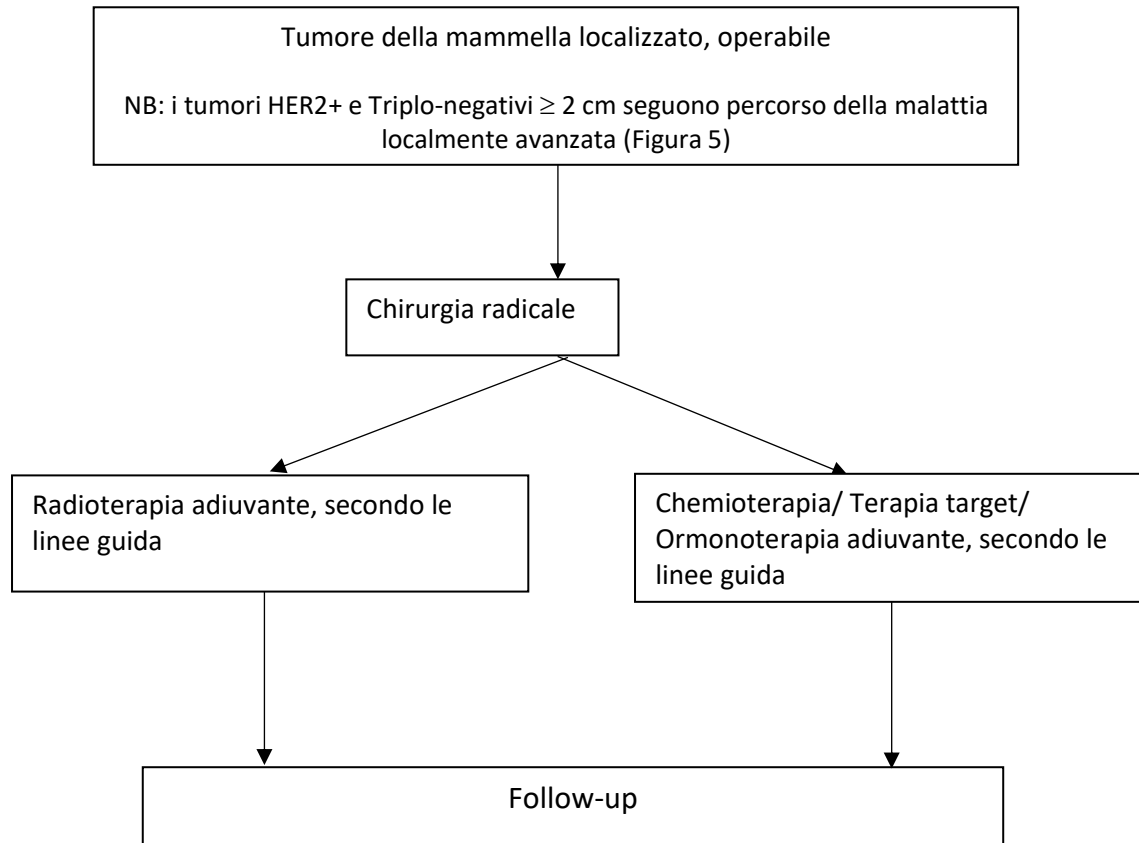 Tumore della mammella localizzato, operabile
NB: i tumori HER2+ e Triplo-negativi ≥ 2 cm seguono percorso della malattia
localmente avanzata (Figura 5)
Chirurgia radicale
Radioterapia adiuvante, secondo le
linee guida
Chemioterapia/ Terapia target/
Ormonoterapia adiuvante, secondo le
linee guida
Follow-up